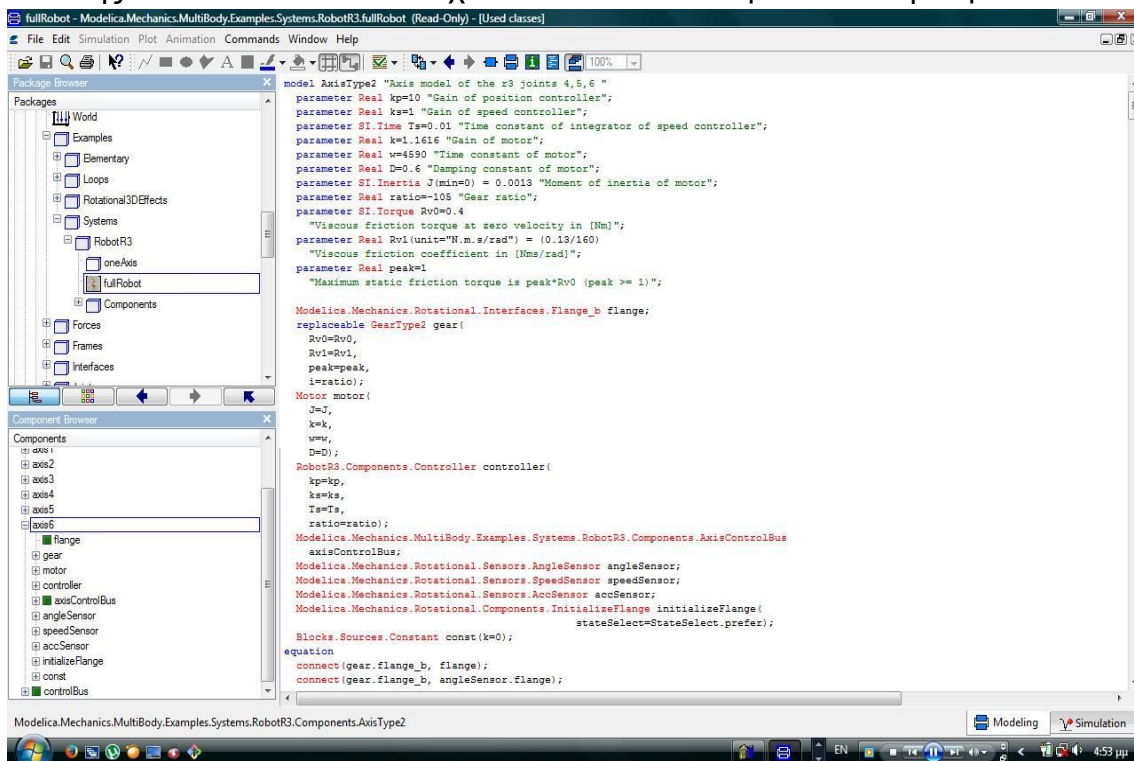 fullRobot - Modelica.Mechanics.MultiBody.Examples.Systems.RobotR3.fullRobot (Read-Only) - [Used classes]
File Edit Simulation Plot Animation Commands Window Help
100%
Package Browser
Packages
World
Examples
Elementary
Loops
Rotational3DEffects
Systems
RobotR3
oneAxis
fullRobot
Components
Forces
Frames
Interfaces
Component Browser
Components
axis1
axis2
axis3
axis4
axis5
axis6
flange
gear
motor
controller
axisControlBus
angleSensor
speedSensor
accSensor
initializeFlange
const
controlBus
model AxisType2 "Axis model of the r3 joints 4,5,6 "
parameter Real kp=10 "Gain of position controller";
parameter Real ks=1 "Gain of speed controller";
parameter SI.Time Ts=0.01 "Time constant of integrator of speed controller";
parameter Real k=1.1616 "Gain of motor";
parameter Real w=4590 "Time constant of motor";
parameter Real D=0.6 "Damping constant of motor";
parameter SI.Inertia J(min=0) = 0.0013 "Moment of inertia of motor";
parameter Real ratio=-105 "Gear ratio";
parameter SI.Torque Rv0=0.4
"Viscous friction torque at zero velocity in [Nm]";
parameter Real Rv1(unit="N.m.s/rad") = (0.13/160)
"Viscous friction coefficient in [Nms/rad]";
parameter Real peak=1
"Maximum static friction torque is peak*Rv0 (peak >= 1)";
Modelica.Mechanics.Rotational.Interfaces.Flange_b flange;
replaceable GearType2 gear(
Rv0=Rv0,
Rv1=Rv1,
peak=peak,
i=ratio);
Motor motor(
J=J,
k=k,
w=w,
D=D);
RobotR3.Components.Controller controller(
kp=kp,
ks=ks,
Ts=Ts,
ratio=ratio);
Modelica.Mechanics.MultiBody.Examples.Systems.RobotR3.Components.AxisControlBus
axisControlBus;
Modelica.Mechanics.Rotational.Sensors.AngleSensor angleSensor;
Modelica.Mechanics.Rotational.Sensors.SpeedSensor speedSensor;
Modelica.Mechanics.Rotational.Sensors.AccSensor accSensor;
Modelica.Mechanics.Rotational.Components.InitializeFlange initializeFlange(
stateSelect=StateSelect.prefer);
Blocks.Sources.Constant const(k=0);
equation
connect(gear.flange_b, flange);
connect(gear.flange_b, angleSensor.flange);
Modelica.Mechanics.MultiBody.Examples.Systems.RobotR3.Components.AxisType2
Modeling
Simulation
EN
4:53 μμ